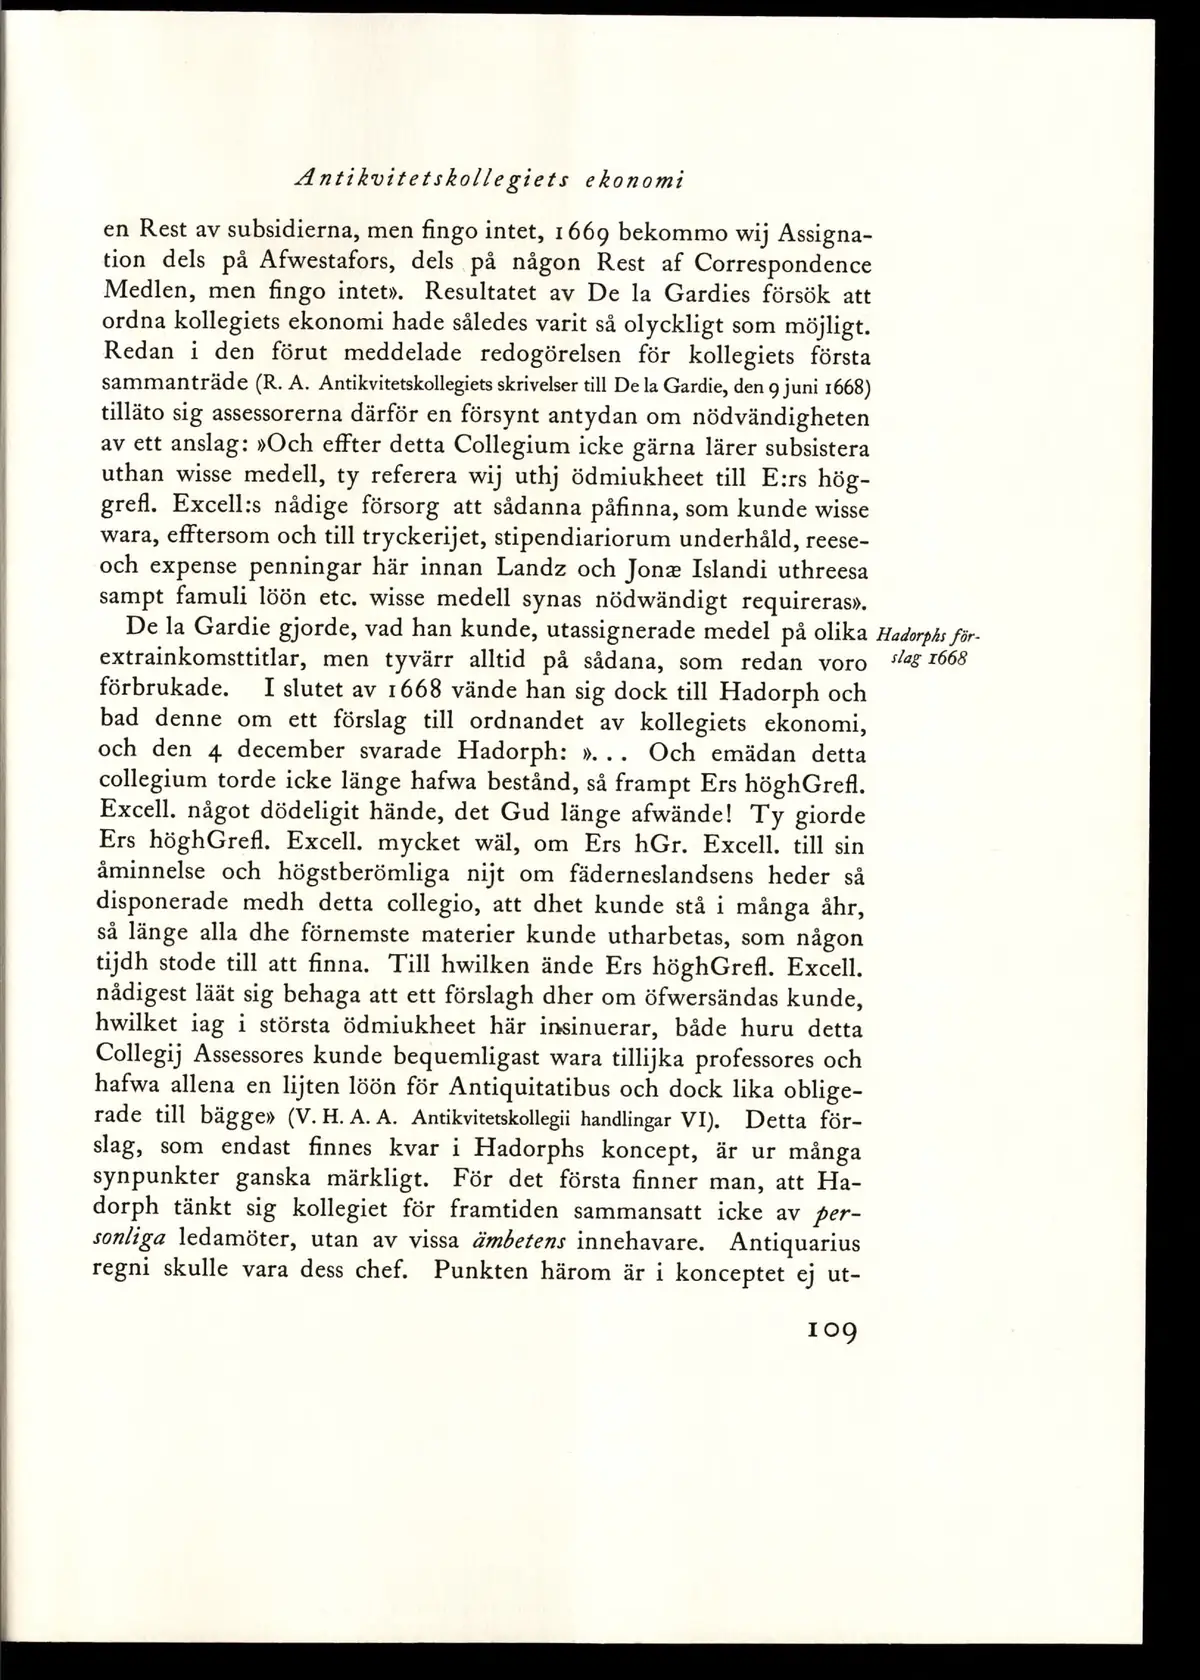 Antikvitetskollegiets ekonomi
en Rest av subsidierna, men fingo intet, 1669 bekommo wij Assigna-
tion dels på Afwestafors, dels på någon Rest af Correspondence
Medlen, men fingo intet». Resultatet av De la Gardies försök att
ordna kollegiets ekonomi hade således varit så olyckligt som möjligt.
Redan i den förut meddelade redogörelsen för kollegiets första
sammanträde (R. A. Antikvitetskollegiets skrivelser till De la Gardie, den 9 juni 1668)
tilläto sig assessorerna därför en försynt antydan om nödvändigheten
av ett anslag: »Och effter detta Collegium icke gärna lärer subsistera
uthan wisse medell, ty referera wij uthj ödmiukheet till E:rs hög-
grefl. Excell:s nådige försorg att sådanna påfinna, som kunde wisse
wara, efftersom och till tryckerijet, stipendiariorum underhåld, reese-
och expense penningar här innan Landz och Jonæ Islandi uthreesa
sampt famuli löön etc. wisse medell synas nödwändigt requireras».
De la Gardie gjorde, vad han kunde, utassignerade medel på olika
extrainkomsttitlar, men tyvärr alltid på sådana, som redan voro
förbrukade. I slutet av 1668 vände han sig dock till Hadorph och
bad denne om ett förslag till ordnandet av kollegiets ekonomi,
och den 4 december svarade Hadorph: ». . . Och emädan detta
collegium torde icke länge hafwa bestånd, så frampt Ers höghGrefl.
Excell. något dödeligit hände, det Gud länge afwände! Ty giorde
Ers höghGrefl. Excell. mycket wäl, om Ers hGr. Excell. till sin
åminnelse och högstberömliga nijt om fäderneslandsens heder så
disponerade medh detta collegio, att dhet kunde stå i många åhr,
så länge alla dhe förnemste materier kunde utharbetas, som någon
tijdh stode till att finna. Till hwilken ände Ers höghGrefl. Excell.
nådigest läät sig behaga att ett förslagh dher om öfwersändas kunde,
hwilket iag i största ödmiukheet här insinuerar, både huru detta
Collegij Assessores kunde bequemligast wara tillijka professores och
hafwa allena en lijten löön för Antiquitatibus och dock lika oblige-
rade till bägge» (V. H. A. A. Antikvitetskollegii handlingar VI). Detta för-
slag, som endast finnes kvar i Hadorphs koncept, är ur många
synpunkter ganska märkligt. För det första finner man, att Ha-
dorph tänkt sig kollegiet för framtiden sammansatt icke av per-
sonliga ledamöter, utan av vissa ämbetens innehavare. Antiquarius
regni skulle vara dess chef. Punkten härom är i konceptet ej ut-
Hadorphs för-
slag 1668
109